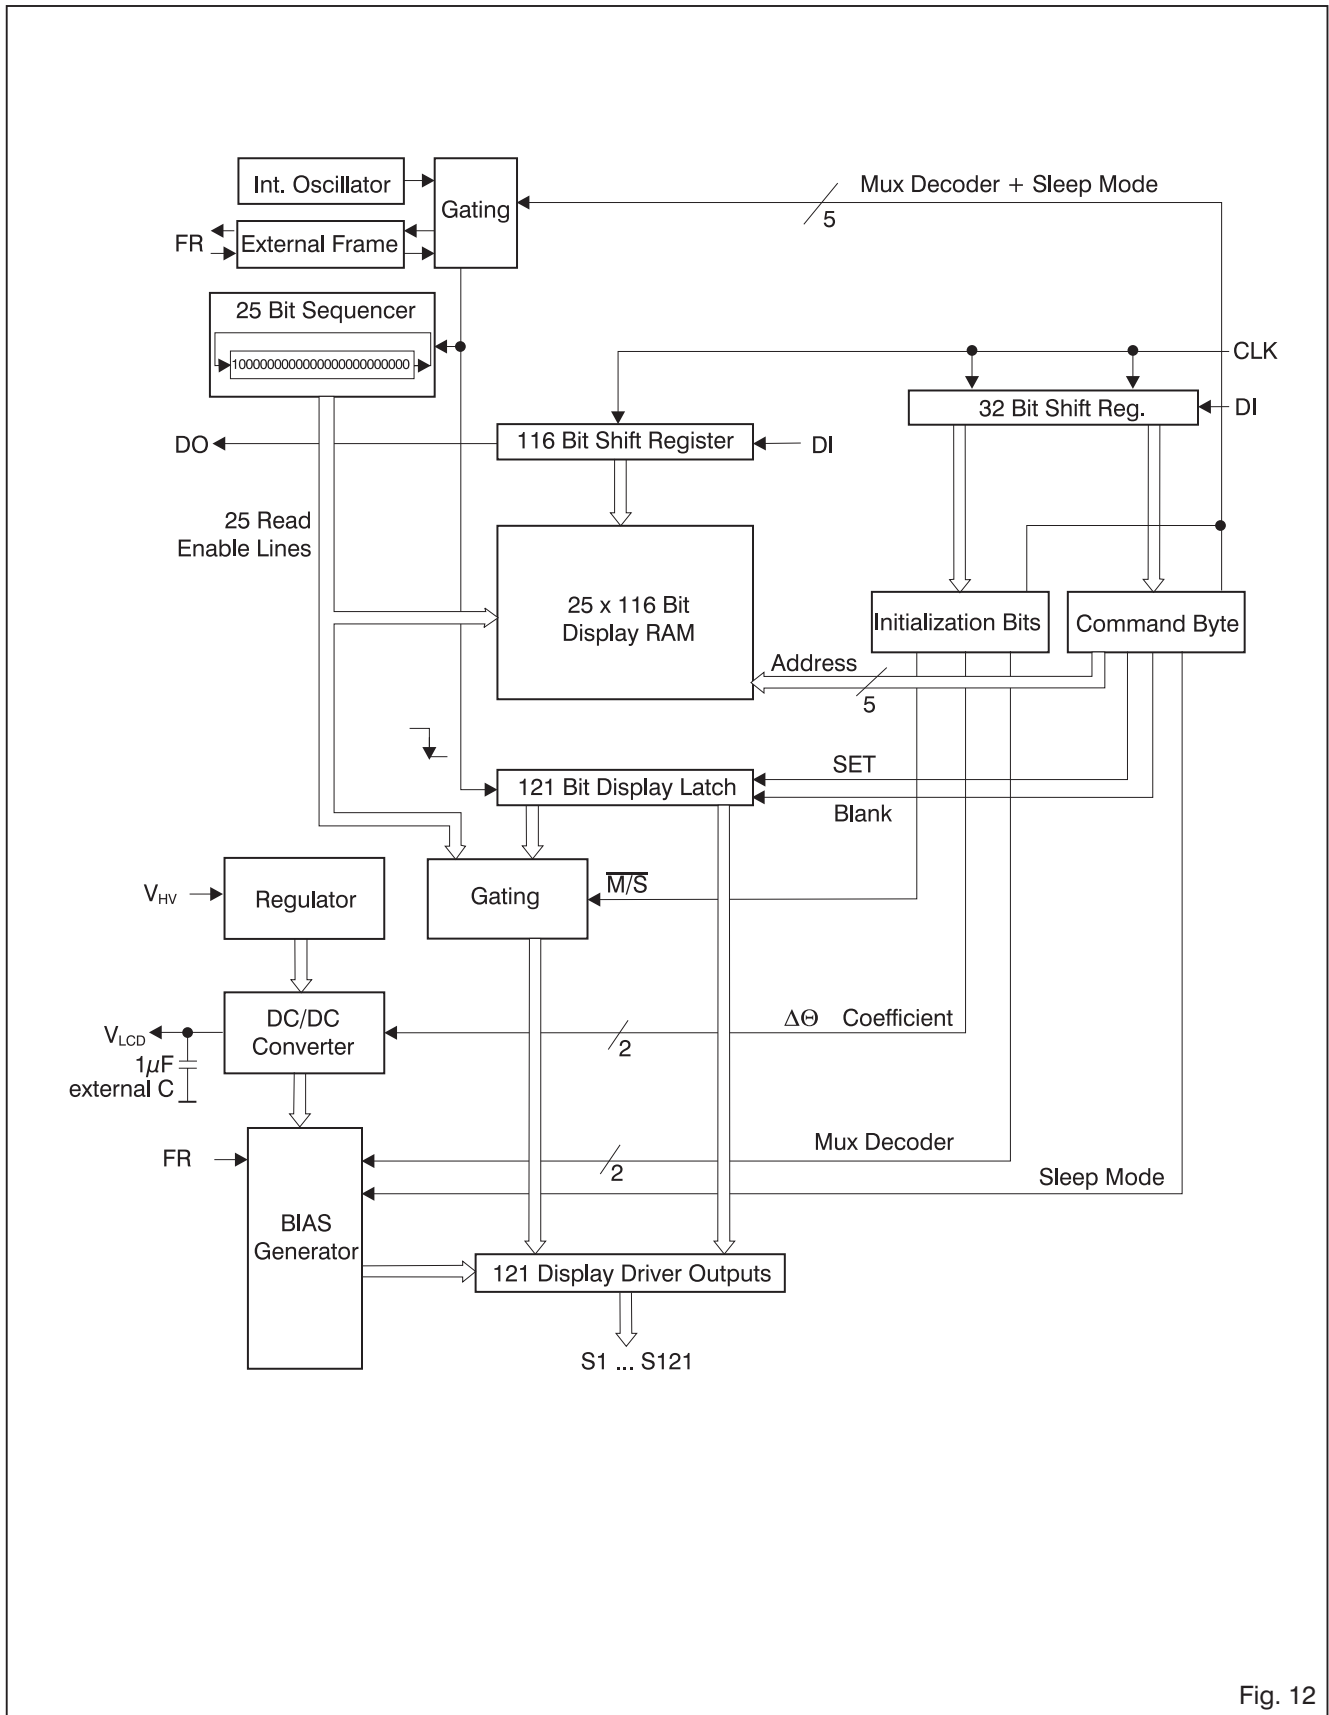 Int. Oscillator
Gating
Mux Decoder + Sleep Mode
5
FR
External Frame
25 Bit Sequencer
1000000000000000000000000
CLK
32 Bit Shift Reg.
DI
DO
116 Bit Shift Register
DI
25 Read
Enable Lines
25 x 116 Bit
Display RAM
Initialization Bits
Command Byte
Address
5
SET
121 Bit Display Latch
Blank
V_HV
Regulator
Gating
M/S
V_LCD
DC/DC
Converter
ΔΘ Coefficient
2
1μF
external C
FR
Mux Decoder
2
Sleep Mode
BIAS
Generator
121 Display Driver Outputs
S1 ... S121
Fig. 12